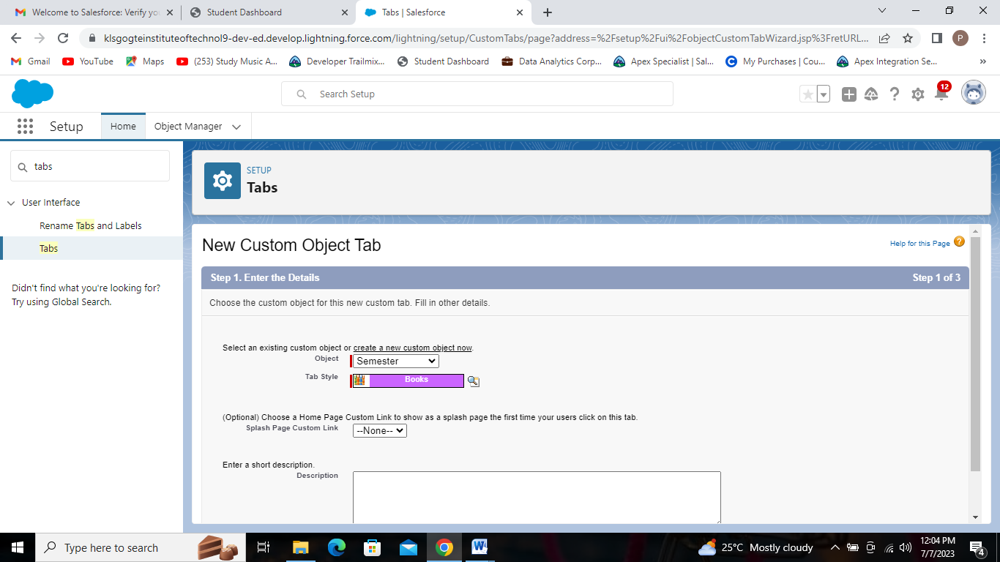 Welcome to Salesforce: Verify yo
Student Dashboard
Tabs | Salesforce
klsgogteinstituteoftechnol9-dev-ed.develop.lightning.force.com/lightning/setup/CustomTabs/page?address=%2Fsetup%2Fui%2FobjectCustomTabWizard.jsp%3FretURL...
P
Gmail
YouTube
Maps
(253) Study Music A...
Developer Trailmix...
Student Dashboard
Data Analytics Corp...
Apex Specialist | Sal...
My Purchases | Cou...
Apex Integration Se...
»
Search Setup
12
Setup
Home
Object Manager
tabs
User Interface
Rename Tabs and Labels
Tabs
Didn't find what you're looking for?
Try using Global Search.
SETUP
Tabs
New Custom Object Tab
Help for this Page
Step 1. Enter the Details
Step 1 of 3
Choose the custom object for this new custom tab. Fill in other details.
Select an existing custom object or create a new custom object now.
Object
Semester
Tab Style
Books
(Optional) Choose a Home Page Custom Link to show as a splash page the first time your users click on this tab.
Splash Page Custom Link
--None--
Enter a short description.
Description
Type here to search
25°C Mostly cloudy
12:04 PM
7/7/2023
4